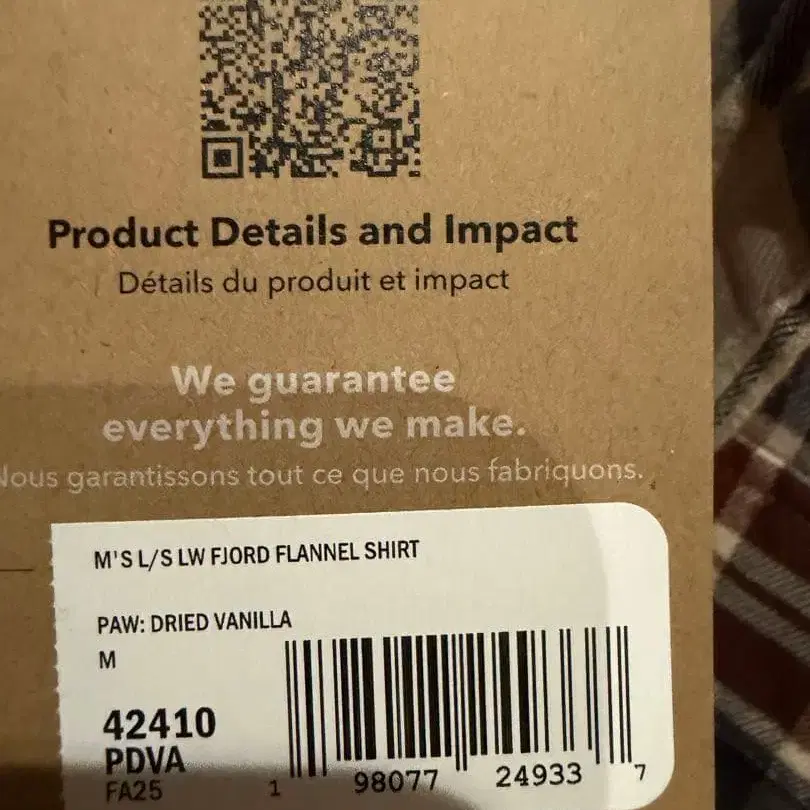 Product Details and Impact
Détails du produit et impact
We guarantee
everything we make.
Nous garantissons tout ce que nous fabriquons.
M'S L/S LW FJORD FLANNEL SHIRT
PAW: DRIED VANILLA
M
42410
PDVA
FA25
1 98077 24933 7